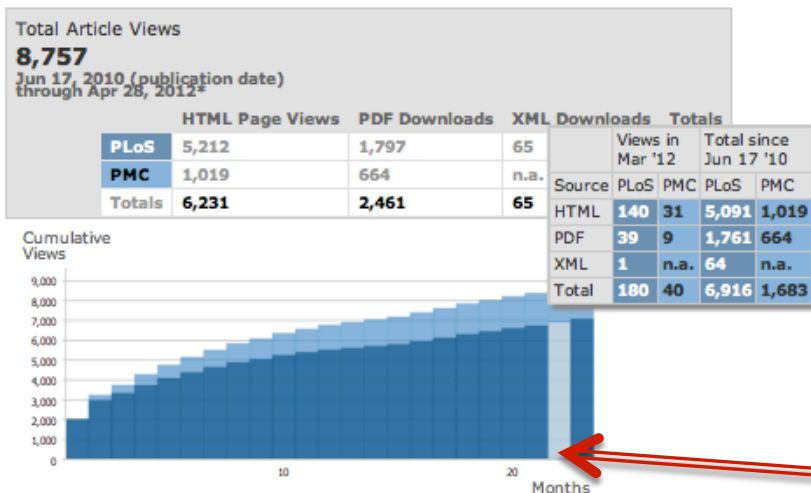 Total Article Views
8,757
Jun 17, 2010 (publication date)
through Apr 28, 2012*
HTML Page Views PDF Downloads XML Downloads Totals
PLoS 5,212 1,797 65
PMC 1,019 664 n.a.
Totals 6,231 2,461 65
Views in Mar '12 Total since Jun 17 '10
Source PLoS PMC PLoS PMC
HTML 140 31 5,091 1,019
PDF 39 9 1,761 664
XML 1 n.a. 64 n.a.
Total 180 40 6,916 1,683
Cumulative
Views
9,000
8,000
7,000
6,000
5,000
4,000
3,000
2,000
1,000
0
10 20
Months